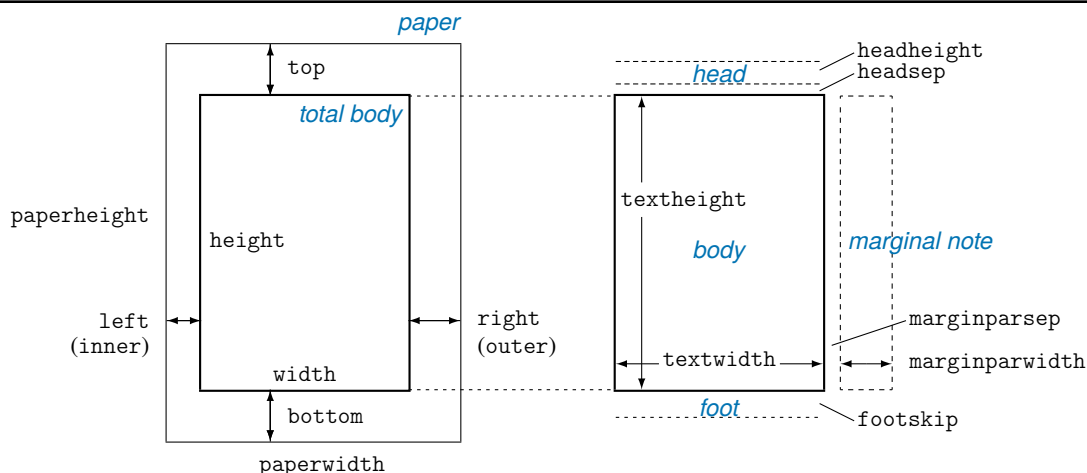 paper
top
total body
paperheight
height
left
(inner)
right
(outer)
width
bottom
paperwidth
headheight
head
headsep
textheight
body
marginal note
marginparsep
textwidth
marginparwidth
foot
footskip